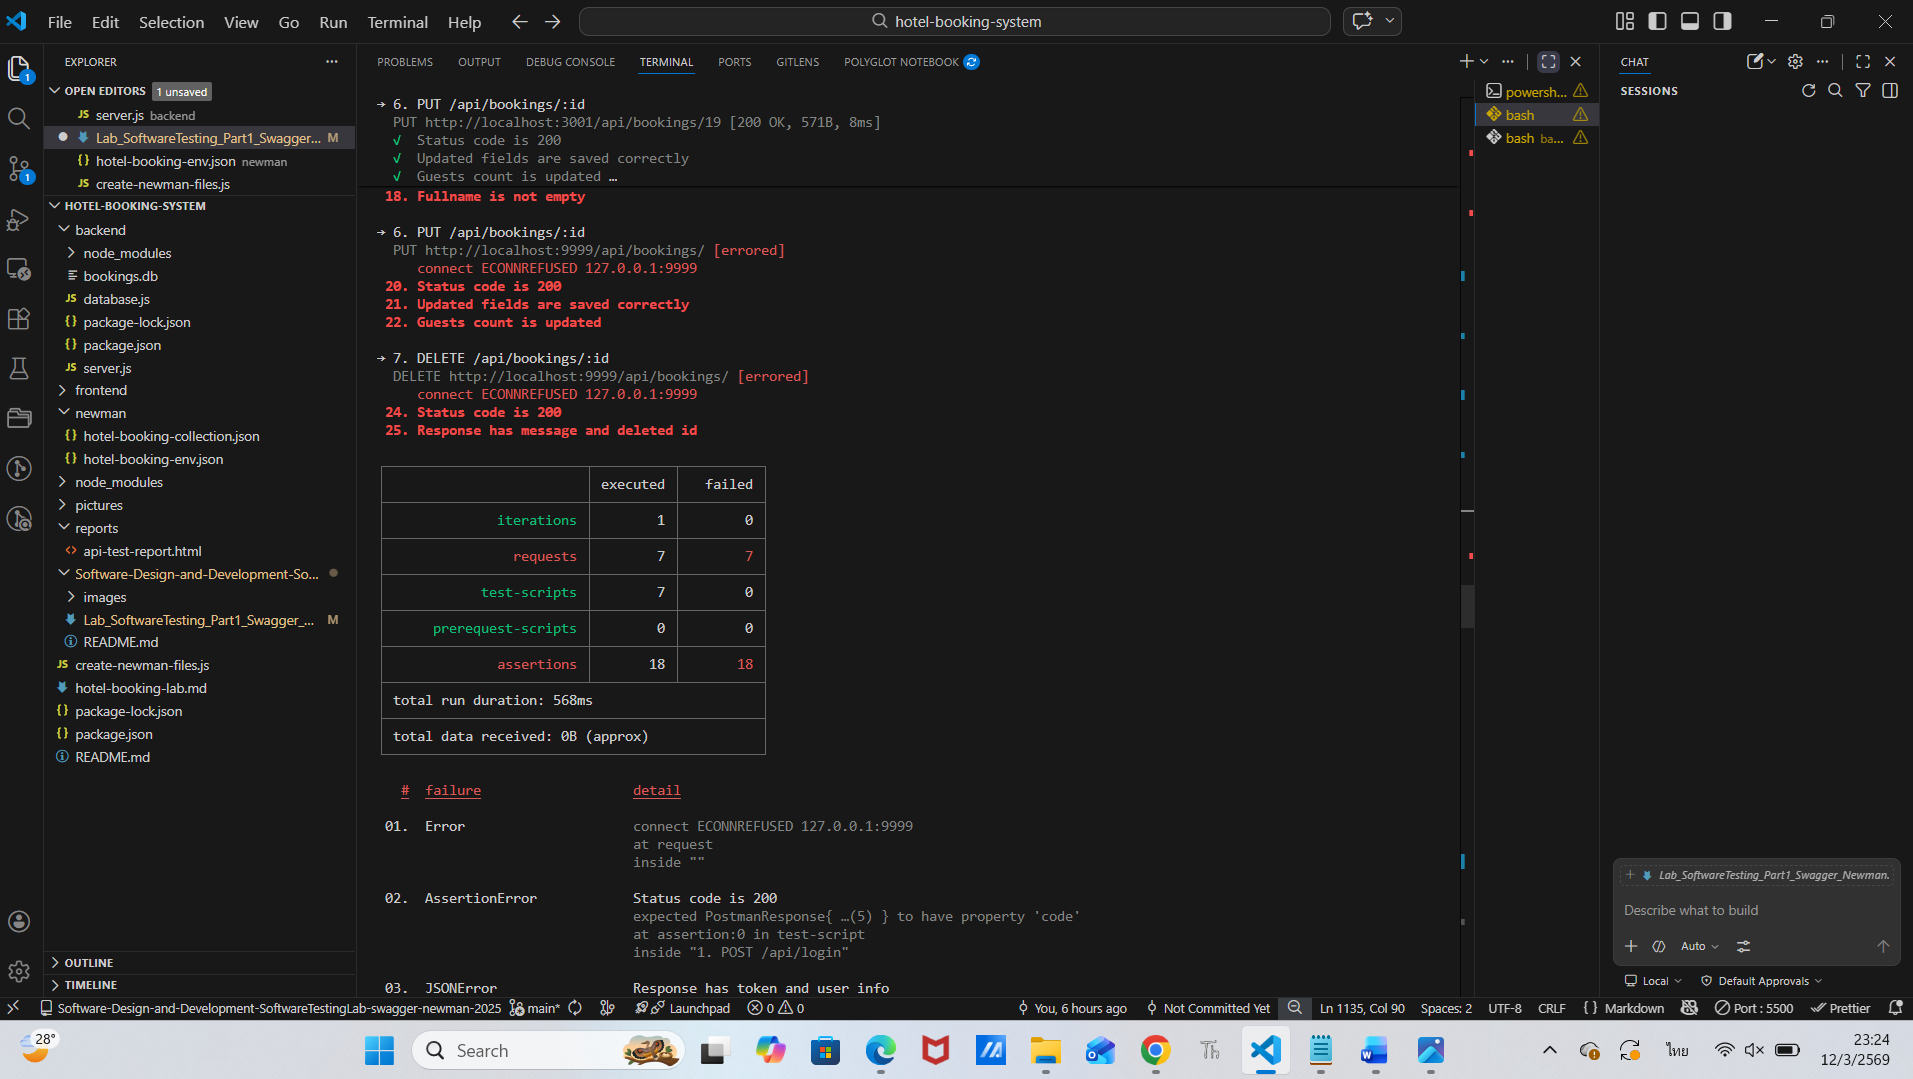 File Edit Selection View Go Run Terminal Help
hotel-booking-system
EXPLORER
OPEN EDITORS 1 unsaved
JS server.js backend
Lab_SoftwareTesting_Part1_Swagger... M
{} hotel-booking-env.json newman
JS create-newman-files.js
HOTEL-BOOKING-SYSTEM
backend
node_modules
bookings.db
JS database.js
{} package-lock.json
{} package.json
JS server.js
frontend
newman
{} hotel-booking-collection.json
{} hotel-booking-env.json
node_modules
pictures
reports
<> api-test-report.html
Software-Design-and-Development-So...
images
Lab_SoftwareTesting_Part1_Swagger_... M
README.md
JS create-newman-files.js
hotel-booking-lab.md
{} package-lock.json
{} package.json
README.md
OUTLINE
TIMELINE
PROBLEMS OUTPUT DEBUG CONSOLE TERMINAL PORTS GITLENS POLYGLOT NOTEBOOK
→ 6. PUT /api/bookings/:id
PUT http://localhost:3001/api/bookings/19 [200 OK, 571B, 8ms]
√ Status code is 200
√ Updated fields are saved correctly
√ Guests count is updated …
18. Fullname is not empty
→ 6. PUT /api/bookings/:id
PUT http://localhost:9999/api/bookings/ [errored]
connect ECONNREFUSED 127.0.0.1:9999
20. Status code is 200
21. Updated fields are saved correctly
22. Guests count is updated
→ 7. DELETE /api/bookings/:id
DELETE http://localhost:9999/api/bookings/ [errored]
connect ECONNREFUSED 127.0.0.1:9999
24. Status code is 200
25. Response has message and deleted id
executed failed
iterations 1 0
requests 7 7
test-scripts 7 0
prerequest-scripts 0 0
assertions 18 18
total run duration: 568ms
total data received: 0B (approx)
# failure detail
01. Error connect ECONNREFUSED 127.0.0.1:9999
at request
inside ""
02. AssertionError Status code is 200
expected PostmanResponse{ …(5) } to have property 'code'
at assertion:0 in test-script
inside "1. POST /api/login"
03. JSONError Response has token and user info
powersh...
bash
bash ba...
CHAT
SESSIONS
Lab_SoftwareTesting_Part1_Swagger_Newman.
Describe what to build
Auto
Local Default Approvals
Software-Design-and-Development-SoftwareTestingLab-swagger-newman-2025 main* Launchpad 0 0 You, 6 hours ago Not Committed Yet Ln 1135, Col 90 Spaces: 2 UTF-8 CRLF {} Markdown Port : 5500 Prettier
28°
Search
Th
ไทย
23:24
12/3/2569